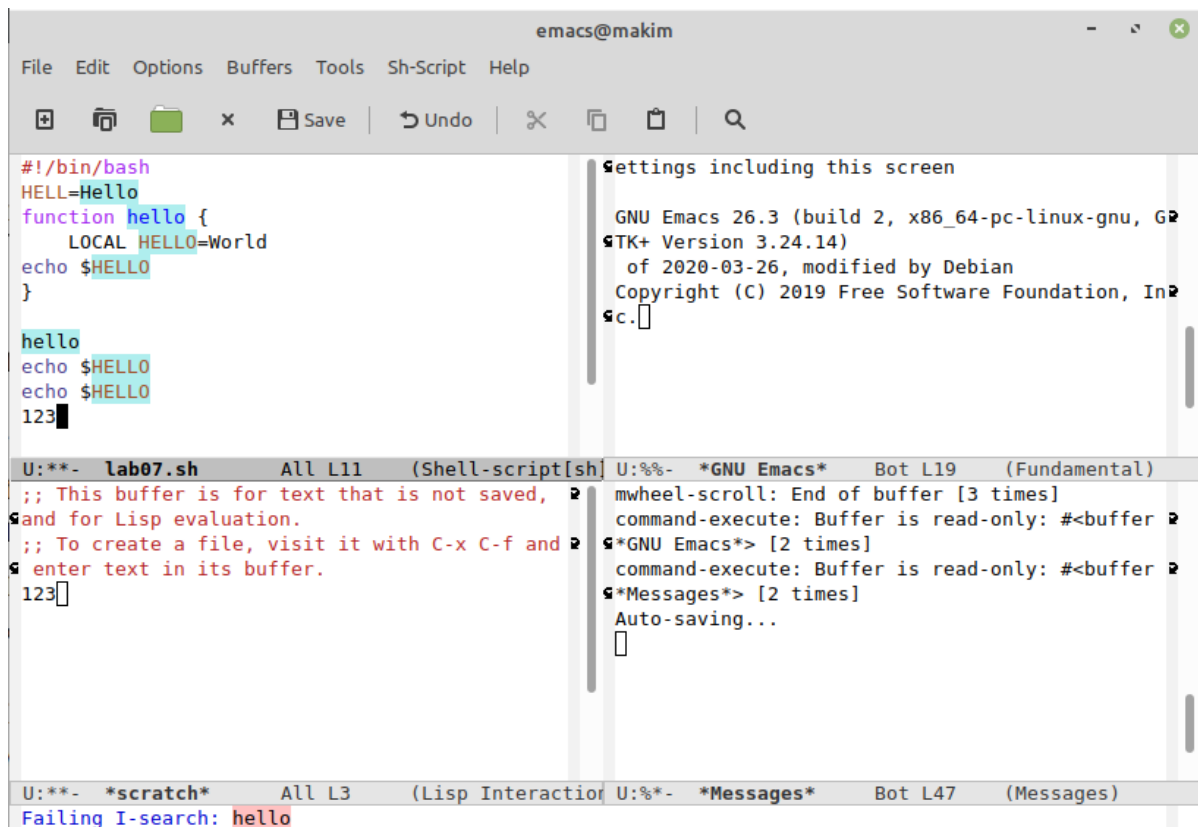 emacs@makim
File Edit Options Buffers Tools Sh-Script Help
Save Undo
#!/bin/bash
HELL=Hello
function hello {
    LOCAL HELLO=World
echo $HELLO
}
hello
echo $HELLO
echo $HELLO
123
U:**-  lab07.sh       All L11    (Shell-script[sh]
ettings including this screen
GNU Emacs 26.3 (build 2, x86_64-pc-linux-gnu, G
TK+ Version 3.24.14)
 of 2020-03-26, modified by Debian
Copyright (C) 2019 Free Software Foundation, In
c.
U:%%-  *GNU Emacs*    Bot L19    (Fundamental)
;; This buffer is for text that is not saved,
and for Lisp evaluation.
;; To create a file, visit it with C-x C-f and
 enter text in its buffer.
123
U:**-  *scratch*      All L3     (Lisp Interaction
mwheel-scroll: End of buffer [3 times]
command-execute: Buffer is read-only: #<buffer
*GNU Emacs*> [2 times]
command-execute: Buffer is read-only: #<buffer
*Messages*> [2 times]
Auto-saving...
U:%*-  *Messages*     Bot L47    (Messages)
Failing I-search: hello